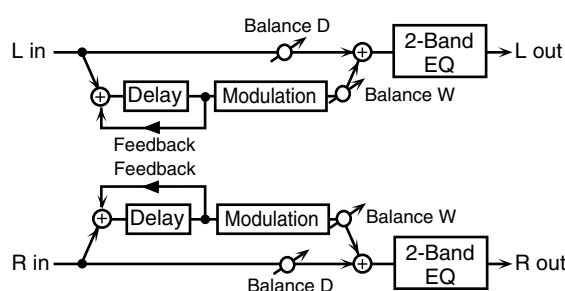 Balance D
L in
2-Band
EQ
L out
Delay
Modulation
Balance W
Feedback
Feedback
Delay
Modulation
Balance W
R in
Balance D
2-Band
EQ
R out